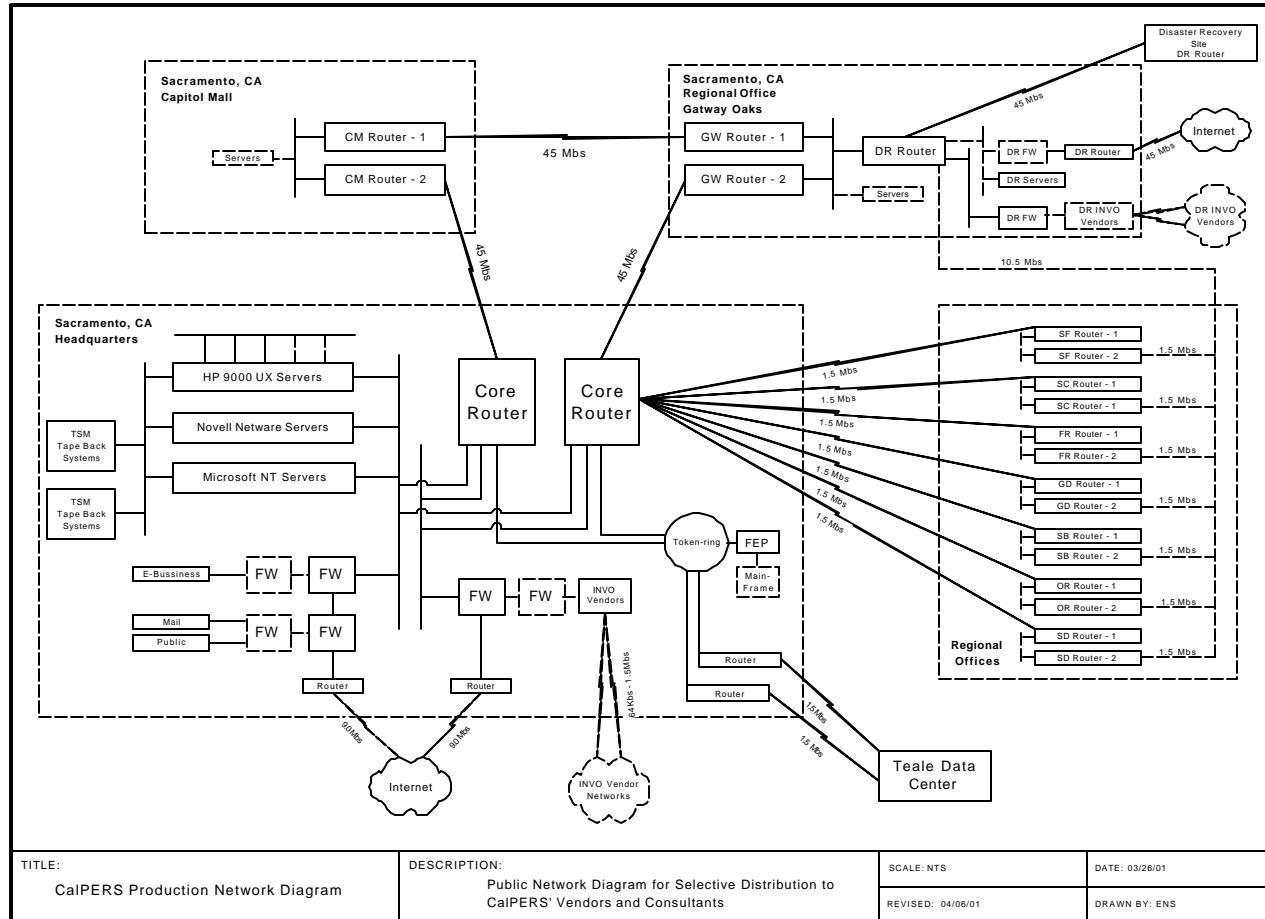 Disaster Recovery
Site
DR Router
Sacramento, CA
Capitol Mall
CM Router - 1
CM Router - 2
Servers
45 Mbs
Sacramento, CA
Regional Office
Gatway Oaks
GW Router - 1
GW Router - 2
DR Router
Servers
45 Mbs
DR FW
DR Router
45 Mbs
Internet
DR Servers
DR FW
DR INVO
Vendors
DR INVO
Vendors
45 Mbs
45 Mbs
10.5 Mbs
Sacramento, CA
Headquarters
HP 9000 UX Servers
Novell Netware Servers
Microsoft NT Servers
TSM
Tape Back
Systems
TSM
Tape Back
Systems
Core
Router
Core
Router
1.5 Mbs
1.5 Mbs
1.5 Mbs
1.5 Mbs
1.5 Mbs
1.5 Mbs
1.5 Mbs
SF Router - 1
SF Router - 2
1.5 Mbs
SC Router - 1
SC Router - 1
1.5 Mbs
FR Router - 1
FR Router - 2
1.5 Mbs
GD Router - 1
GD Router - 2
1.5 Mbs
SB Router - 1
SB Router - 2
1.5 Mbs
OR Router - 1
OR Router - 2
1.5 Mbs
SD Router - 1
SD Router - 2
1.5 Mbs
Regional
Offices
Token-ring
FEP
Main-
Frame
E-Bussiness
FW
FW
Mail
Public
FW
FW
FW
FW
INVO
Vendors
Router
Router
Router
Router
9.0 Mbs
9.0 Mbs
64Kbs - 1.5Mbs
1.5 Mbs
1.5 Mbs
Internet
INVO Vendor
Networks
Teale Data
Center
TITLE:
CalPERS Production Network Diagram
DESCRIPTION:
Public Network Diagram for Selective Distribution to
CalPERS' Vendors and Consultants
SCALE: NTS
DATE: 03/26/01
REVISED: 04/06/01
DRAWN BY: ENS